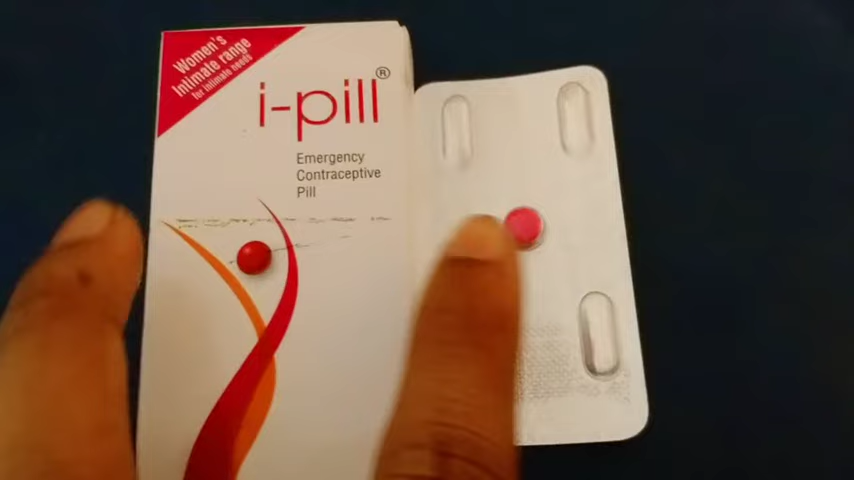 Women's
Intimate range
for intimate needs
i-pill®
Emergency
Contraceptive
Pill